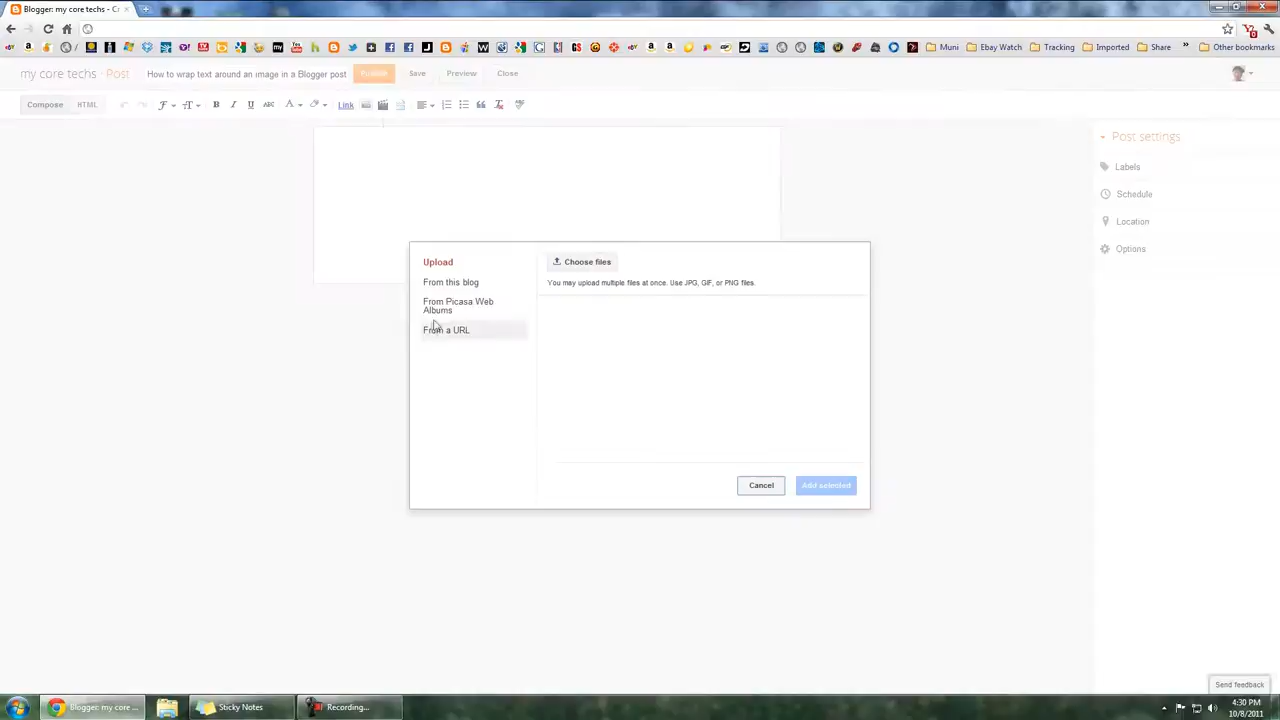 Blogger: my core techs - C
Muni
Ebay Watch
Tracking
Imported
Share
»
Other bookmarks
my core techs · Post
How to wrap text around an image in a Blogger post
Publish
Save
Preview
Close
Compose
HTML
B
I
U
ABC
A
Link
Post settings
Labels
Schedule
Location
Options
Upload
From this blog
From Picasa Web
Albums
From a URL
Choose files
You may upload multiple files at once. Use JPG, GIF, or PNG files.
Cancel
Add selected
Send feedback
Blogger: my core ...
Sticky Notes
Recording...
4:30 PM
10/8/2011